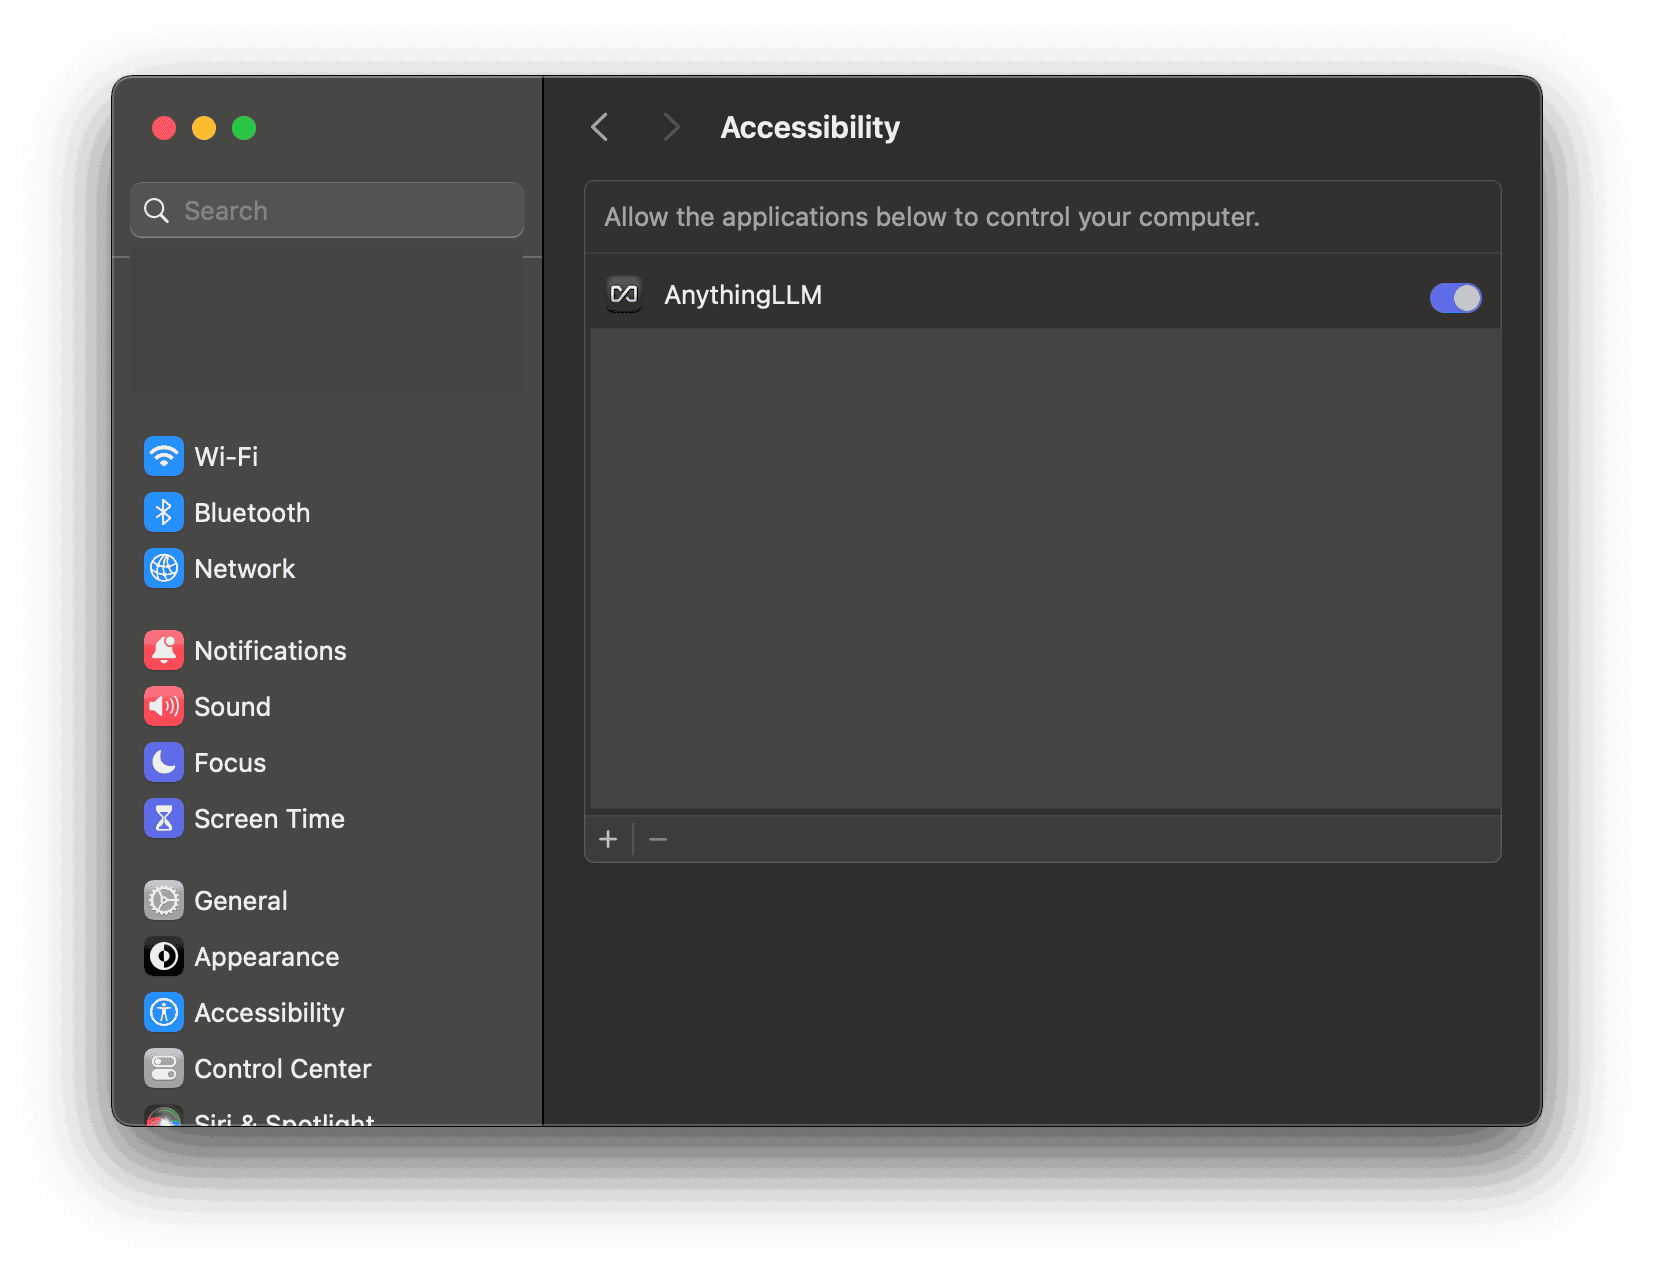 Search
Wi-Fi
Bluetooth
Network
Notifications
Sound
Focus
Screen Time
General
Appearance
Accessibility
Control Center
Siri & Spotlight
Accessibility
Allow the applications below to control your computer.
AnythingLLM